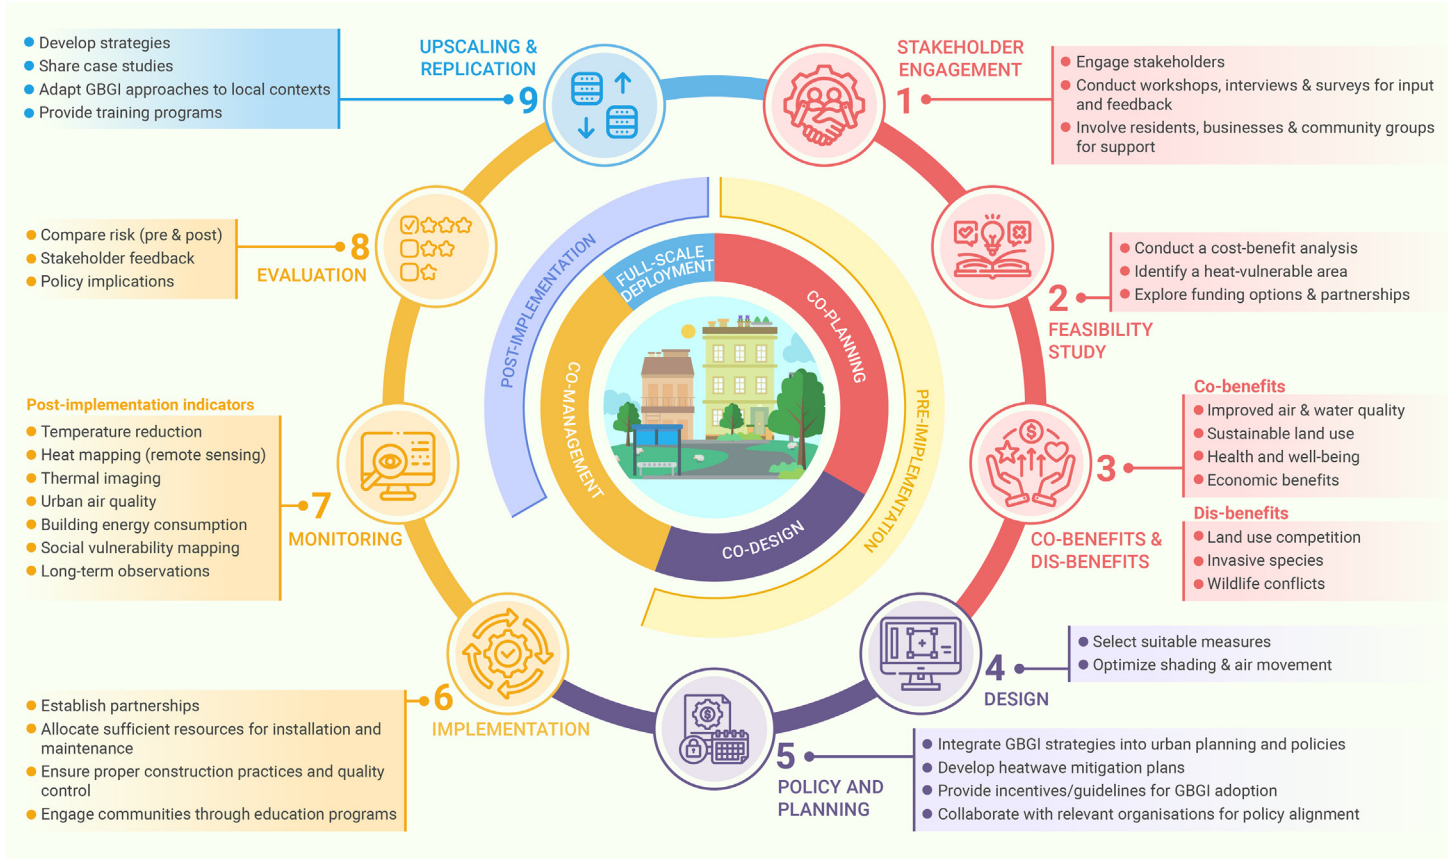 STAKEHOLDER
ENGAGEMENT
1
Engage stakeholders
Conduct workshops, interviews & surveys for input
and feedback
Involve residents, businesses & community groups
for support
2
FEASIBILITY
STUDY
Conduct a cost-benefit analysis
Identify a heat-vulnerable area
Explore funding options & partnerships
3
CO-BENEFITS &
DIS-BENEFITS
Co-benefits
Improved air & water quality
Sustainable land use
Health and well-being
Economic benefits
Dis-benefits
Land use competition
Invasive species
Wildlife conflicts
4
DESIGN
Select suitable measures
Optimize shading & air movement
5
POLICY AND
PLANNING
Integrate GBGI strategies into urban planning and policies
Develop heatwave mitigation plans
Provide incentives/guidelines for GBGI adoption
Collaborate with relevant organisations for policy alignment
6
IMPLEMENTATION
Establish partnerships
Allocate sufficient resources for installation and
maintenance
Ensure proper construction practices and quality
control
Engage communities through education programs
7
MONITORING
Post-implementation indicators
Temperature reduction
Heat mapping (remote sensing)
Thermal imaging
Urban air quality
Building energy consumption
Social vulnerability mapping
Long-term observations
8
EVALUATION
Compare risk (pre & post)
Stakeholder feedback
Policy implications
UPSCALING &
REPLICATION
9
Develop strategies
Share case studies
Adapt GBGI approaches to local contexts
Provide training programs
POST-IMPLEMENTATION
PRE-IMPLEMENTATION
FULL-SCALE
DEPLOYMENT
CO-PLANNING
CO-DESIGN
CO-MANAGEMENT